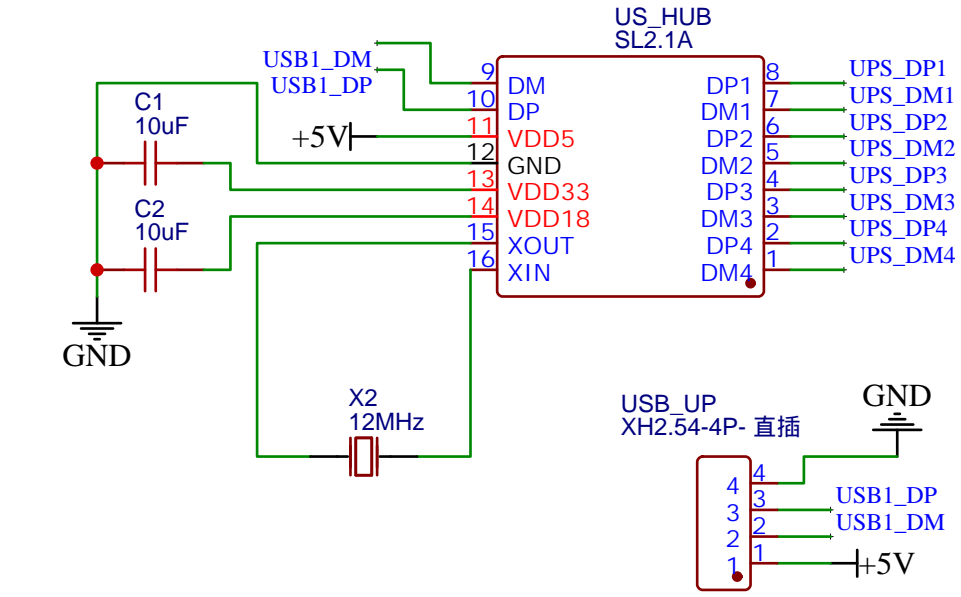 US_HUB
SL2.1A
USB1_DM
USB1_DP
+5V
C1
10uF
C2
10uF
GND
9 DM
10 DP
11 VDD5
12 GND
13 VDD33
14 VDD18
15 XOUT
16 XIN
DP1 8 UPS_DP1
DM1 7 UPS_DM1
DP2 6 UPS_DP2
DM2 5 UPS_DM2
DP3 4 UPS_DP3
DM3 3 UPS_DM3
DP4 2 UPS_DP4
DM4 1 UPS_DM4
X2
12MHz
USB_UP
XH2.54-4P- 直插
GND
4 4
3 3 USB1_DP
2 2 USB1_DM
1 1 +5V